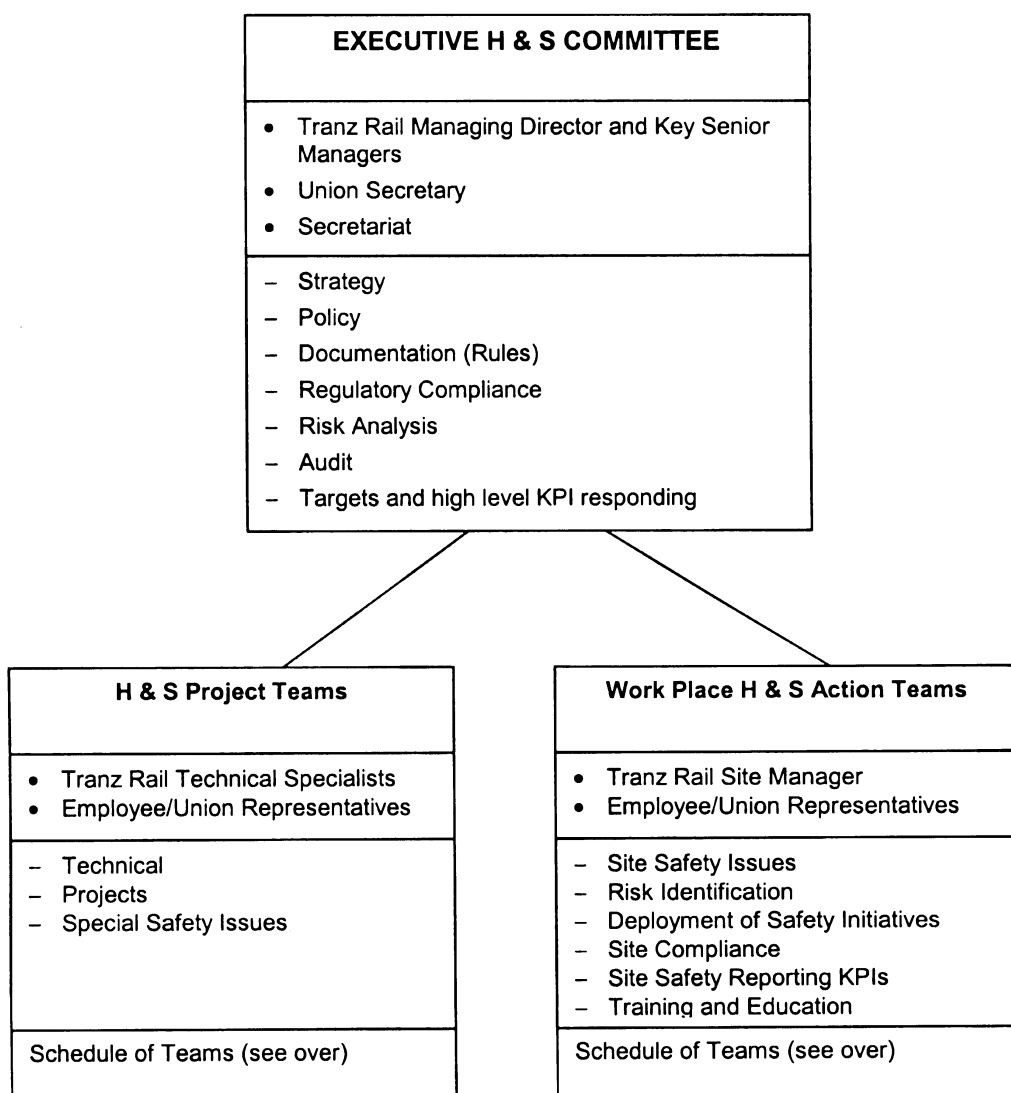 EXECUTIVE H & S COMMITTEE
• Tranz Rail Managing Director and Key Senior
Managers
• Union Secretary
• Secretariat
– Strategy
– Policy
– Documentation (Rules)
– Regulatory Compliance
– Risk Analysis
– Audit
– Targets and high level KPI responding
H & S Project Teams
• Tranz Rail Technical Specialists
• Employee/Union Representatives
– Technical
– Projects
– Special Safety Issues
Schedule of Teams (see over)
Work Place H & S Action Teams
• Tranz Rail Site Manager
• Employee/Union Representatives
– Site Safety Issues
– Risk Identification
– Deployment of Safety Initiatives
– Site Compliance
– Site Safety Reporting KPIs
– Training and Education
Schedule of Teams (see over)